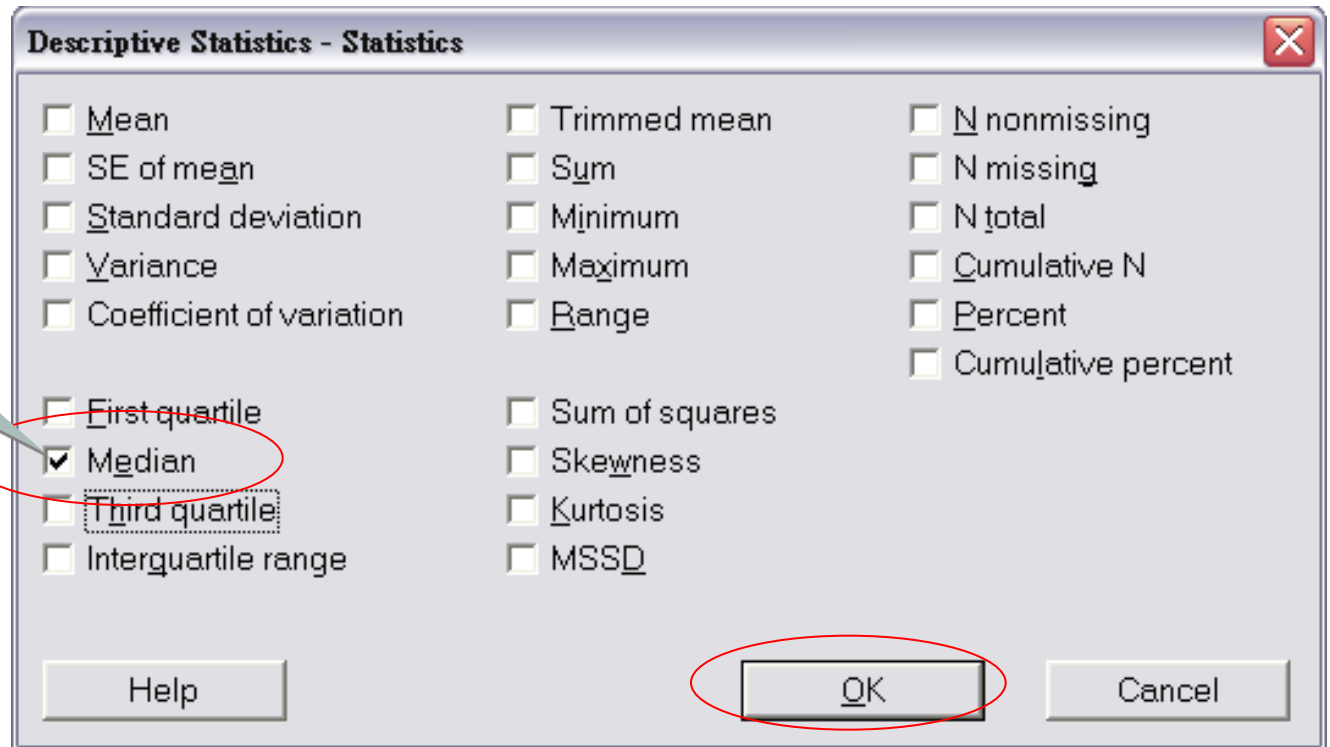 Descriptive Statistics - Statistics
Mean
SE of mean
Standard deviation
Variance
Coefficient of variation
First quartile
Median
Third quartile
Interquartile range
Trimmed mean
Sum
Minimum
Maximum
Range
Sum of squares
Skewness
Kurtosis
MSSD
N nonmissing
N missing
N total
Cumulative N
Percent
Cumulative percent
Help
OK
Cancel